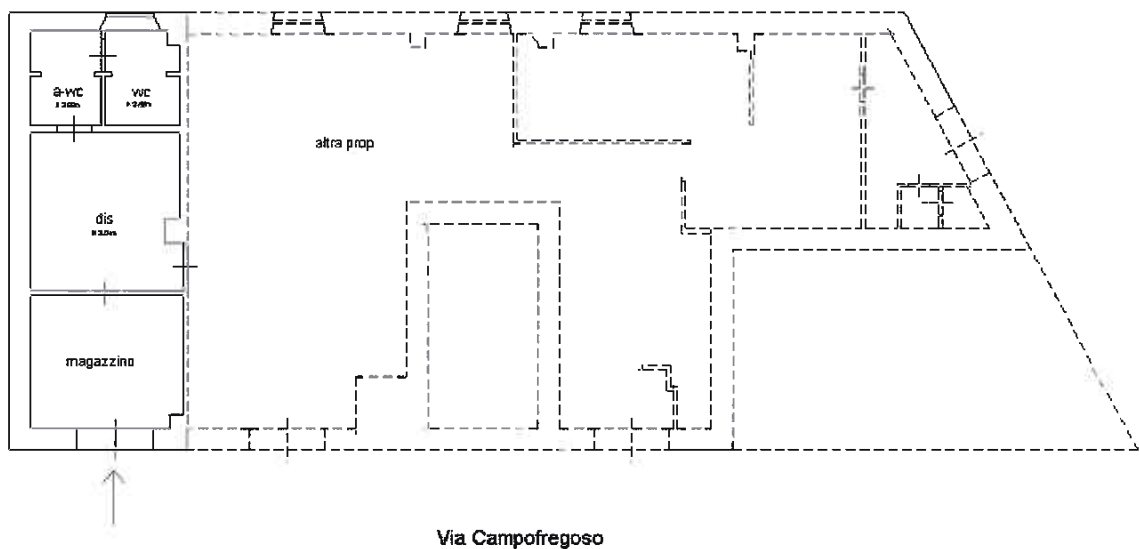 a-wc
wc
altra prop
dis
magazzino
Via Campofregoso